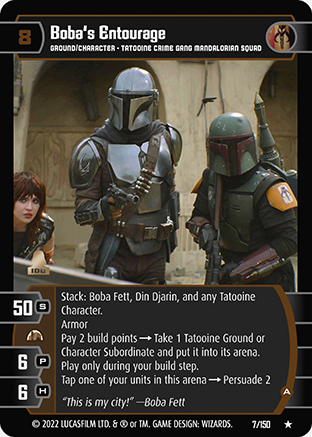 8
Boba's Entourage
GROUND/CHARACTER - TATOOINE CRIME GANG MANDALORIAN SQUAD
50 S
Stack: Boba Fett, Din Djarin, and any Tatooine
Character.
Armor
Pay 2 build points → Take 1 Tatooine Ground or
Character Subordinate and put it into its arena.
Play only during your build step.
6 P
Tap one of your units in this arena → Persuade 2
6 H
A
"This is my city!" —Boba Fett
© 2022 LUCASFILM LTD. & ® or TM. GAME DESIGN: WIZARDS.
7/150